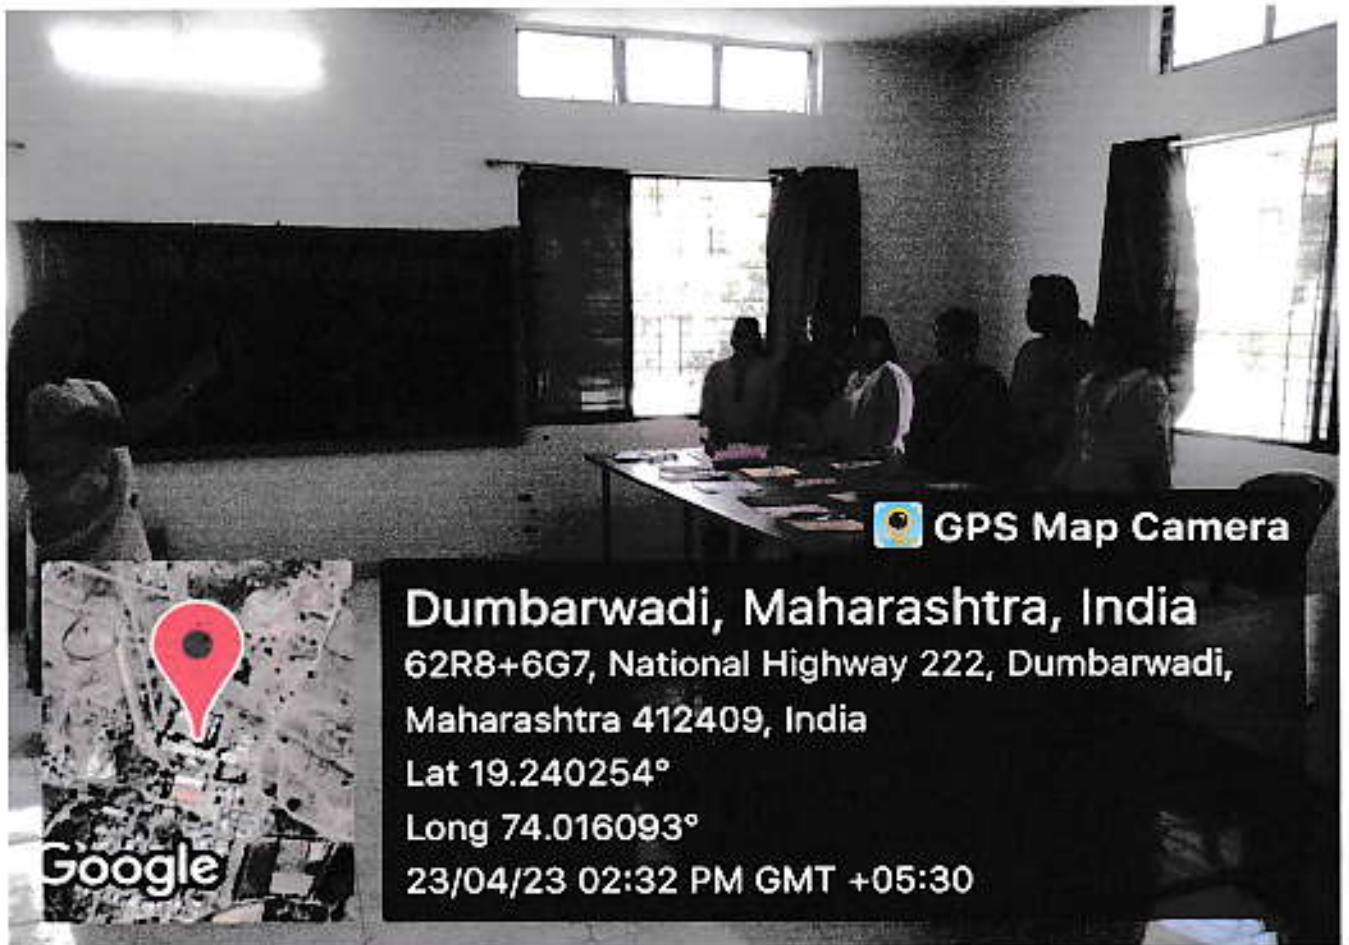 GPS Map Camera
Dumbarwadi, Maharashtra, India
62R8+6G7, National Highway 222, Dumbarwadi,
Maharashtra 412409, India
Lat 19.240254°
Long 74.016093°
23/04/23 02:32 PM GMT +05:30
Google